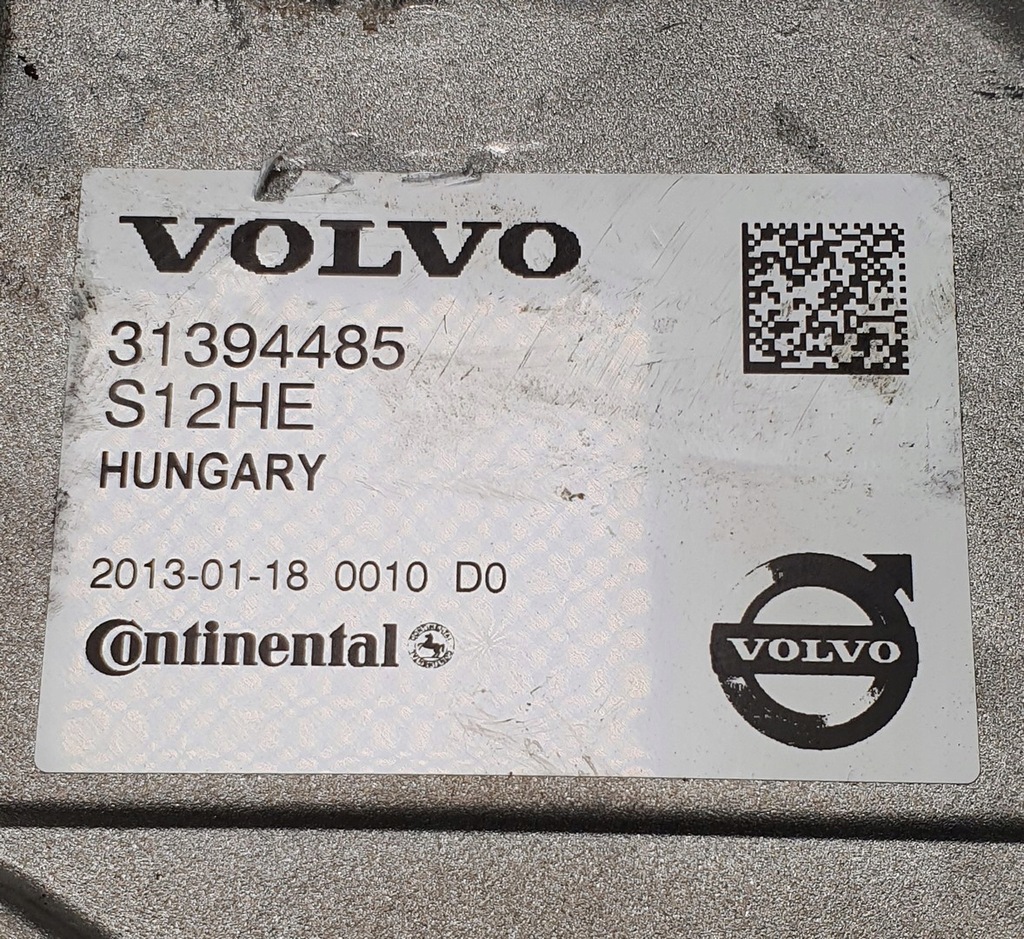 VOLVO
31394485
S12HE
HUNGARY
2013-01-18 0010 D0
Continental
VOLVO